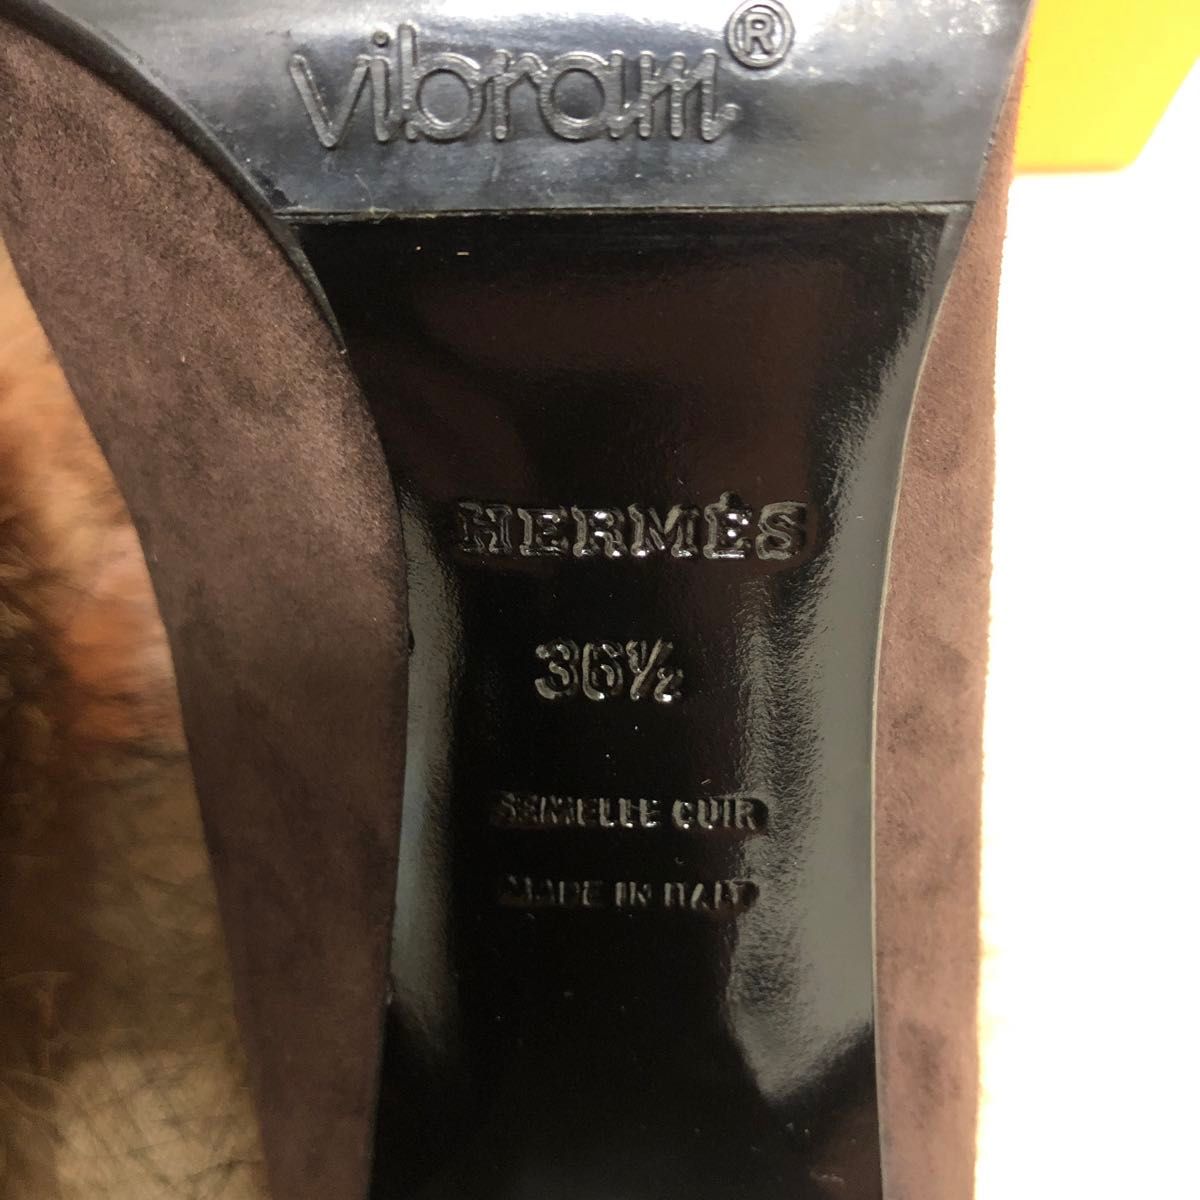 vibram®
HERMÈS
36½
SEMELLE CUIR
MADE IN ITALY